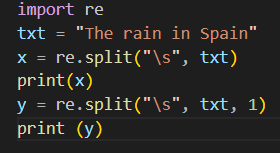 import re
txt = "The rain in Spain"
x = re.split("\s", txt)
print(x)
y = re.split("\s", txt, 1)
print (y)